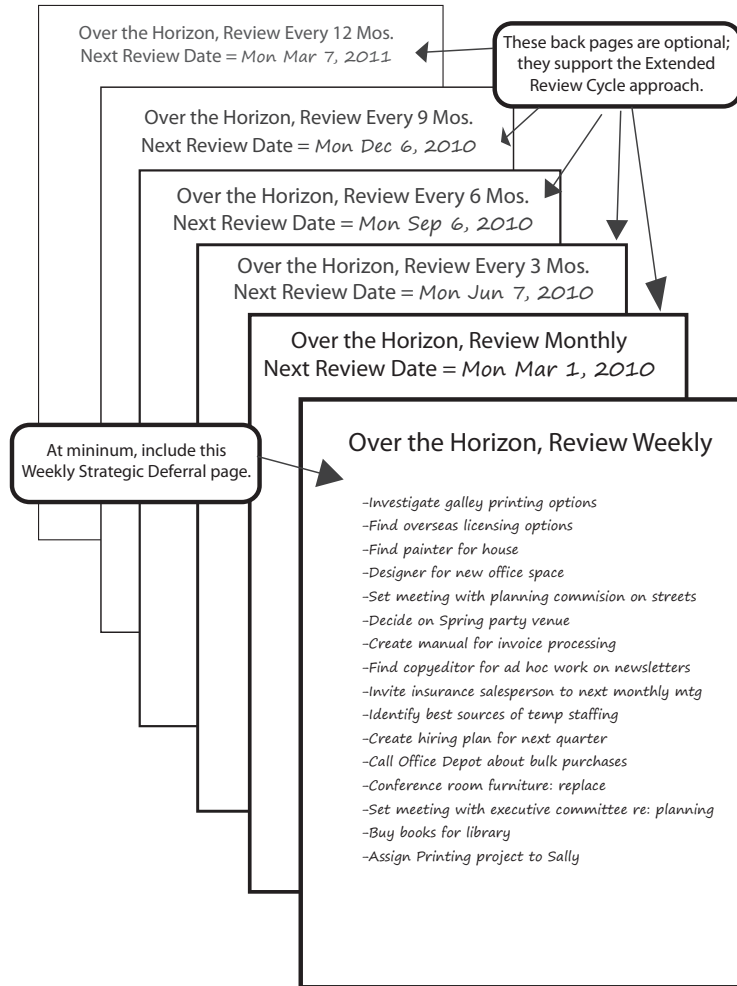 Over the Horizon, Review Every 12 Mos.
Next Review Date = Mon Mar 7, 2011
These back pages are optional;
they support the Extended
Review Cycle approach.
Over the Horizon, Review Every 9 Mos.
Next Review Date = Mon Dec 6, 2010
Over the Horizon, Review Every 6 Mos.
Next Review Date = Mon Sep 6, 2010
Over the Horizon, Review Every 3 Mos.
Next Review Date = Mon Jun 7, 2010
Over the Horizon, Review Monthly
Next Review Date = Mon Mar 1, 2010
At mininum, include this
Weekly Strategic Deferral page.
Over the Horizon, Review Weekly
-Investigate galley printing options
-Find overseas licensing options
-Find painter for house
-Designer for new office space
-Set meeting with planning commision on streets
-Decide on Spring party venue
-Create manual for invoice processing
-Find copyeditor for ad hoc work on newsletters
-Invite insurance salesperson to next monthly mtg
-Identify best sources of temp staffing
-Create hiring plan for next quarter
-Call Office Depot about bulk purchases
-Conference room furniture: replace
-Set meeting with executive committee re: planning
-Buy books for library
-Assign Printing project to Sally